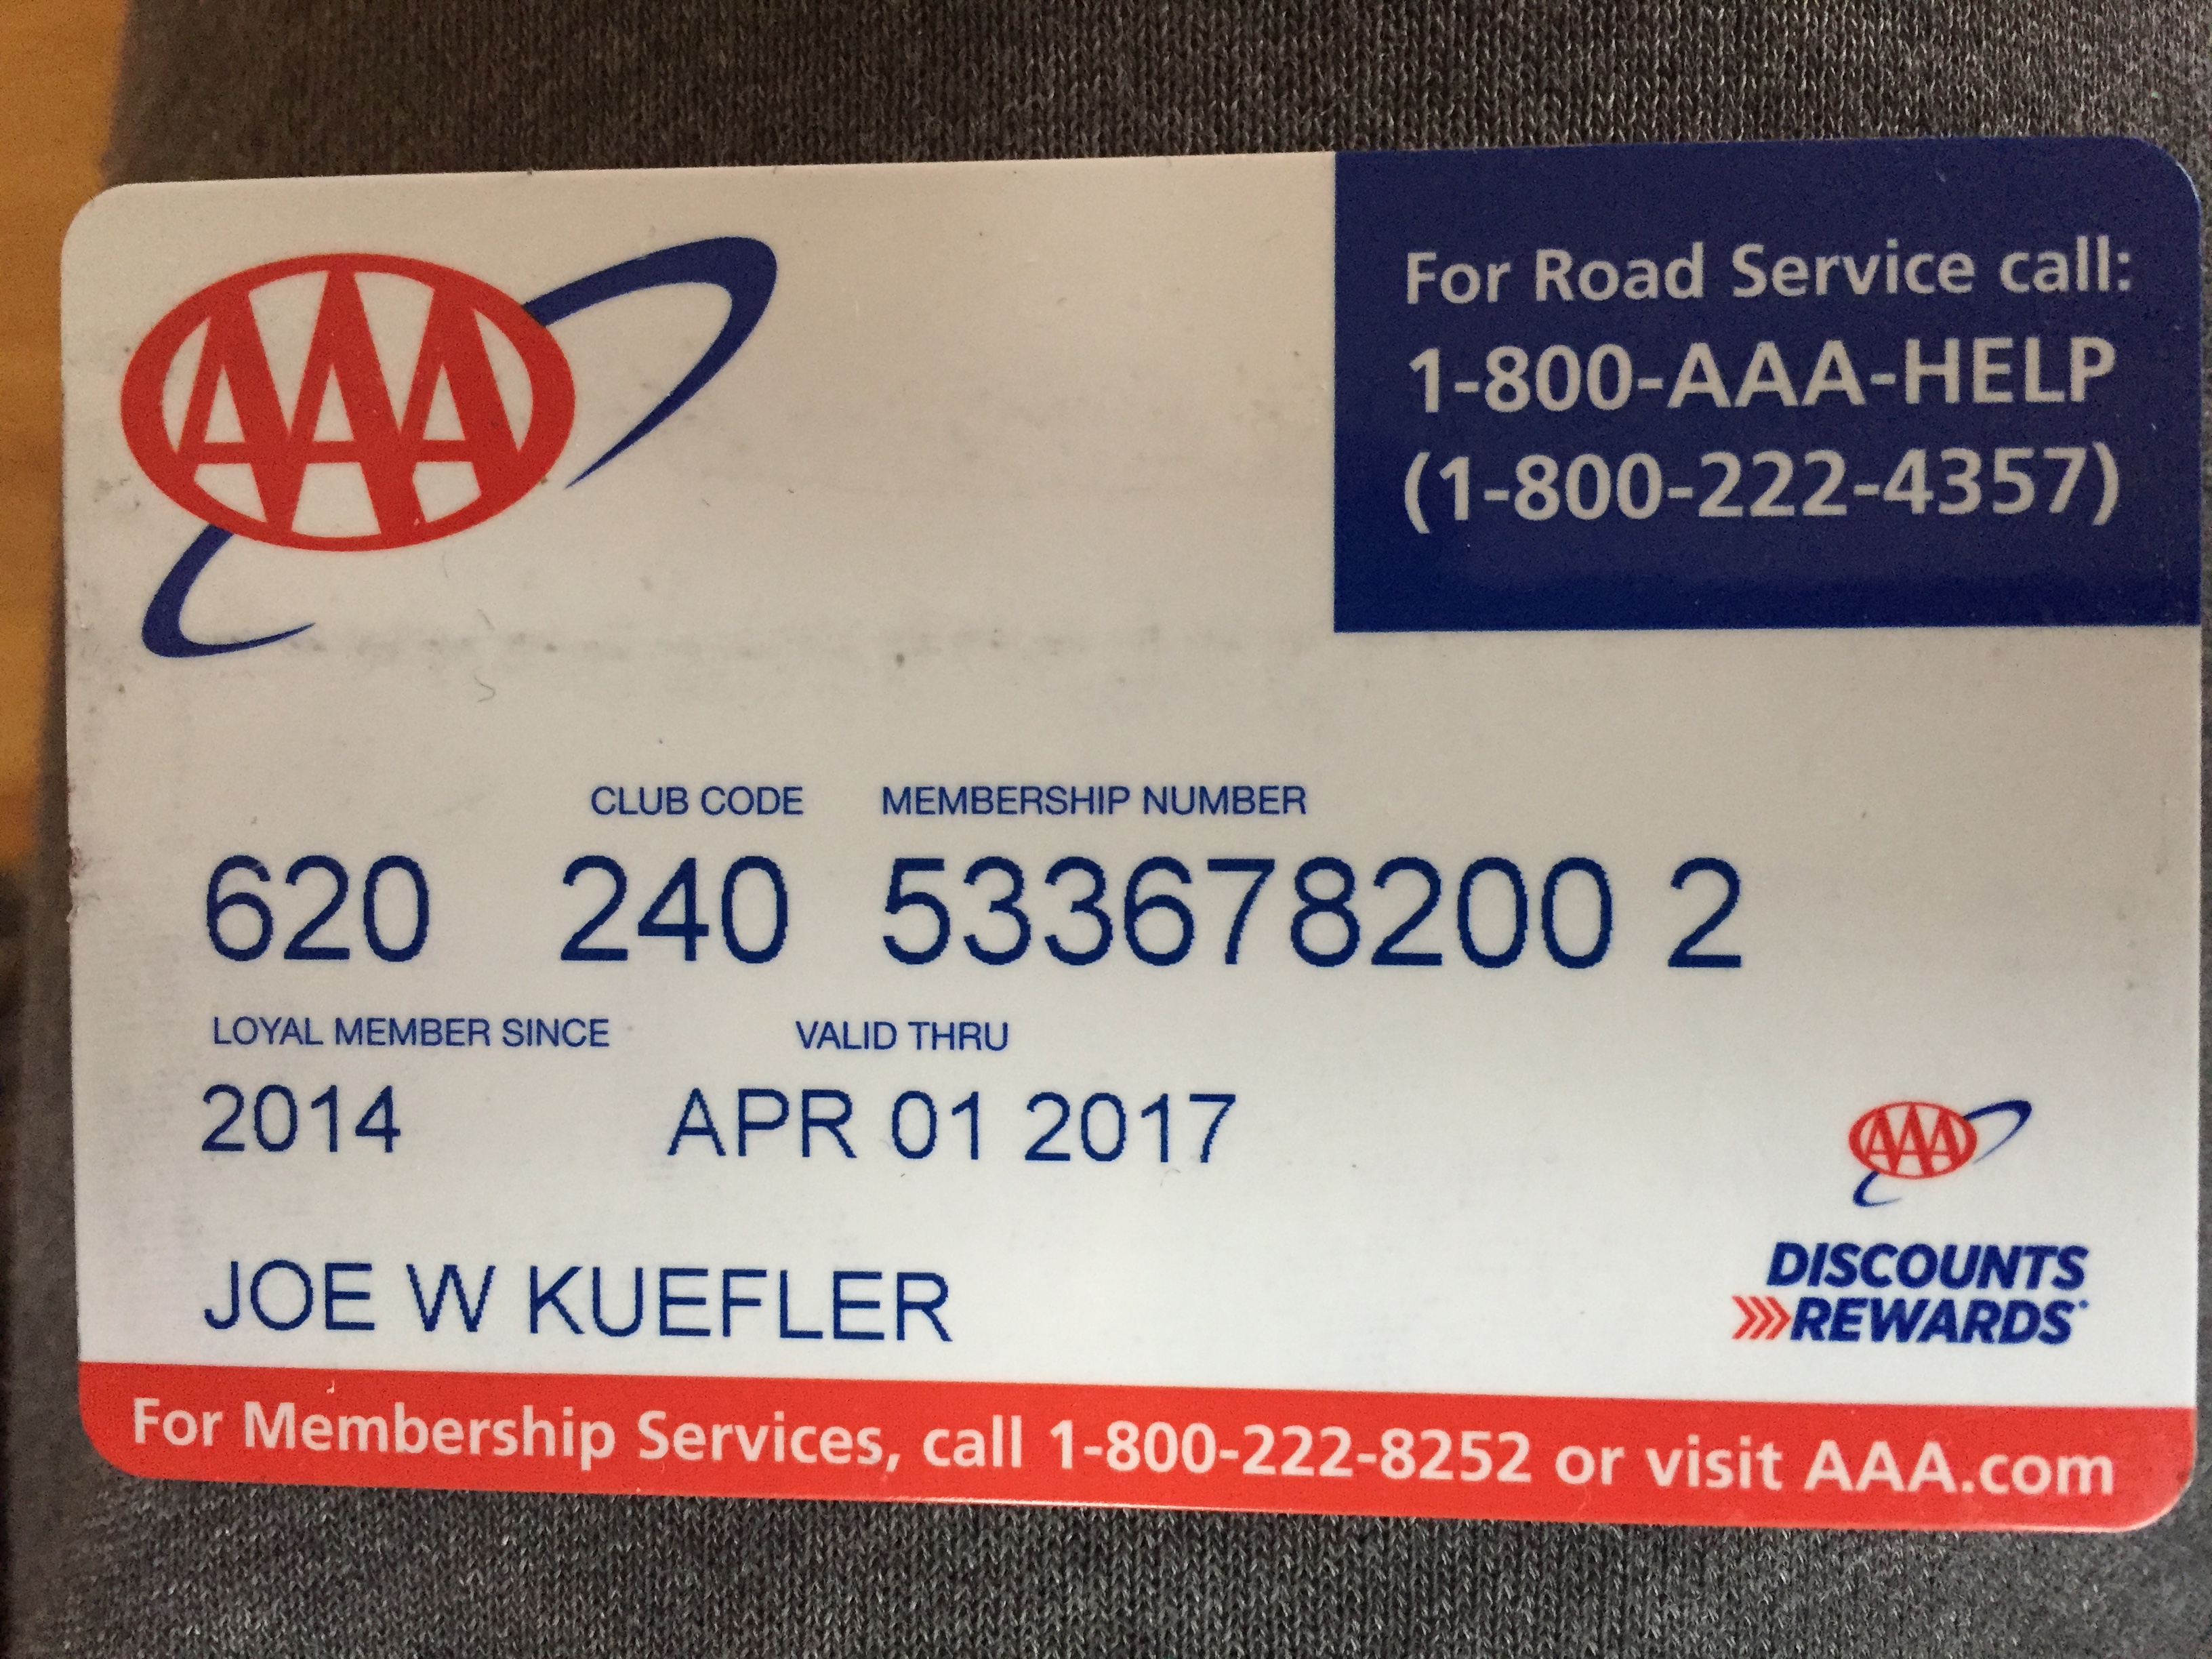 AAA
For Road Service call:
1-800-AAA-HELP
(1-800-222-4357)
CLUB CODE MEMBERSHIP NUMBER
620 240 533678200 2
LOYAL MEMBER SINCE VALID THRU
2014 APR 01 2017
AAA
DISCOUNTS
REWARDS
JOE W KUEFLER
For Membership Services, call 1-800-222-8252 or visit AAA.com